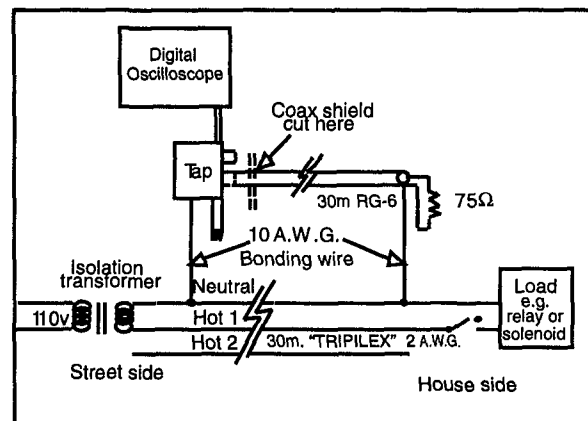 Digital
Oscilloscope
Coax shield
cut here
Tap
30m RG-6
75Ω
10 A.W.G.
Bonding wire
Isolation
transformer
Neutral
110v
Hot 1
Hot 2
30m. "TRIPILEX" 2 A.W.G.
Load
e.g.
relay or
solenoid
Street side
House side